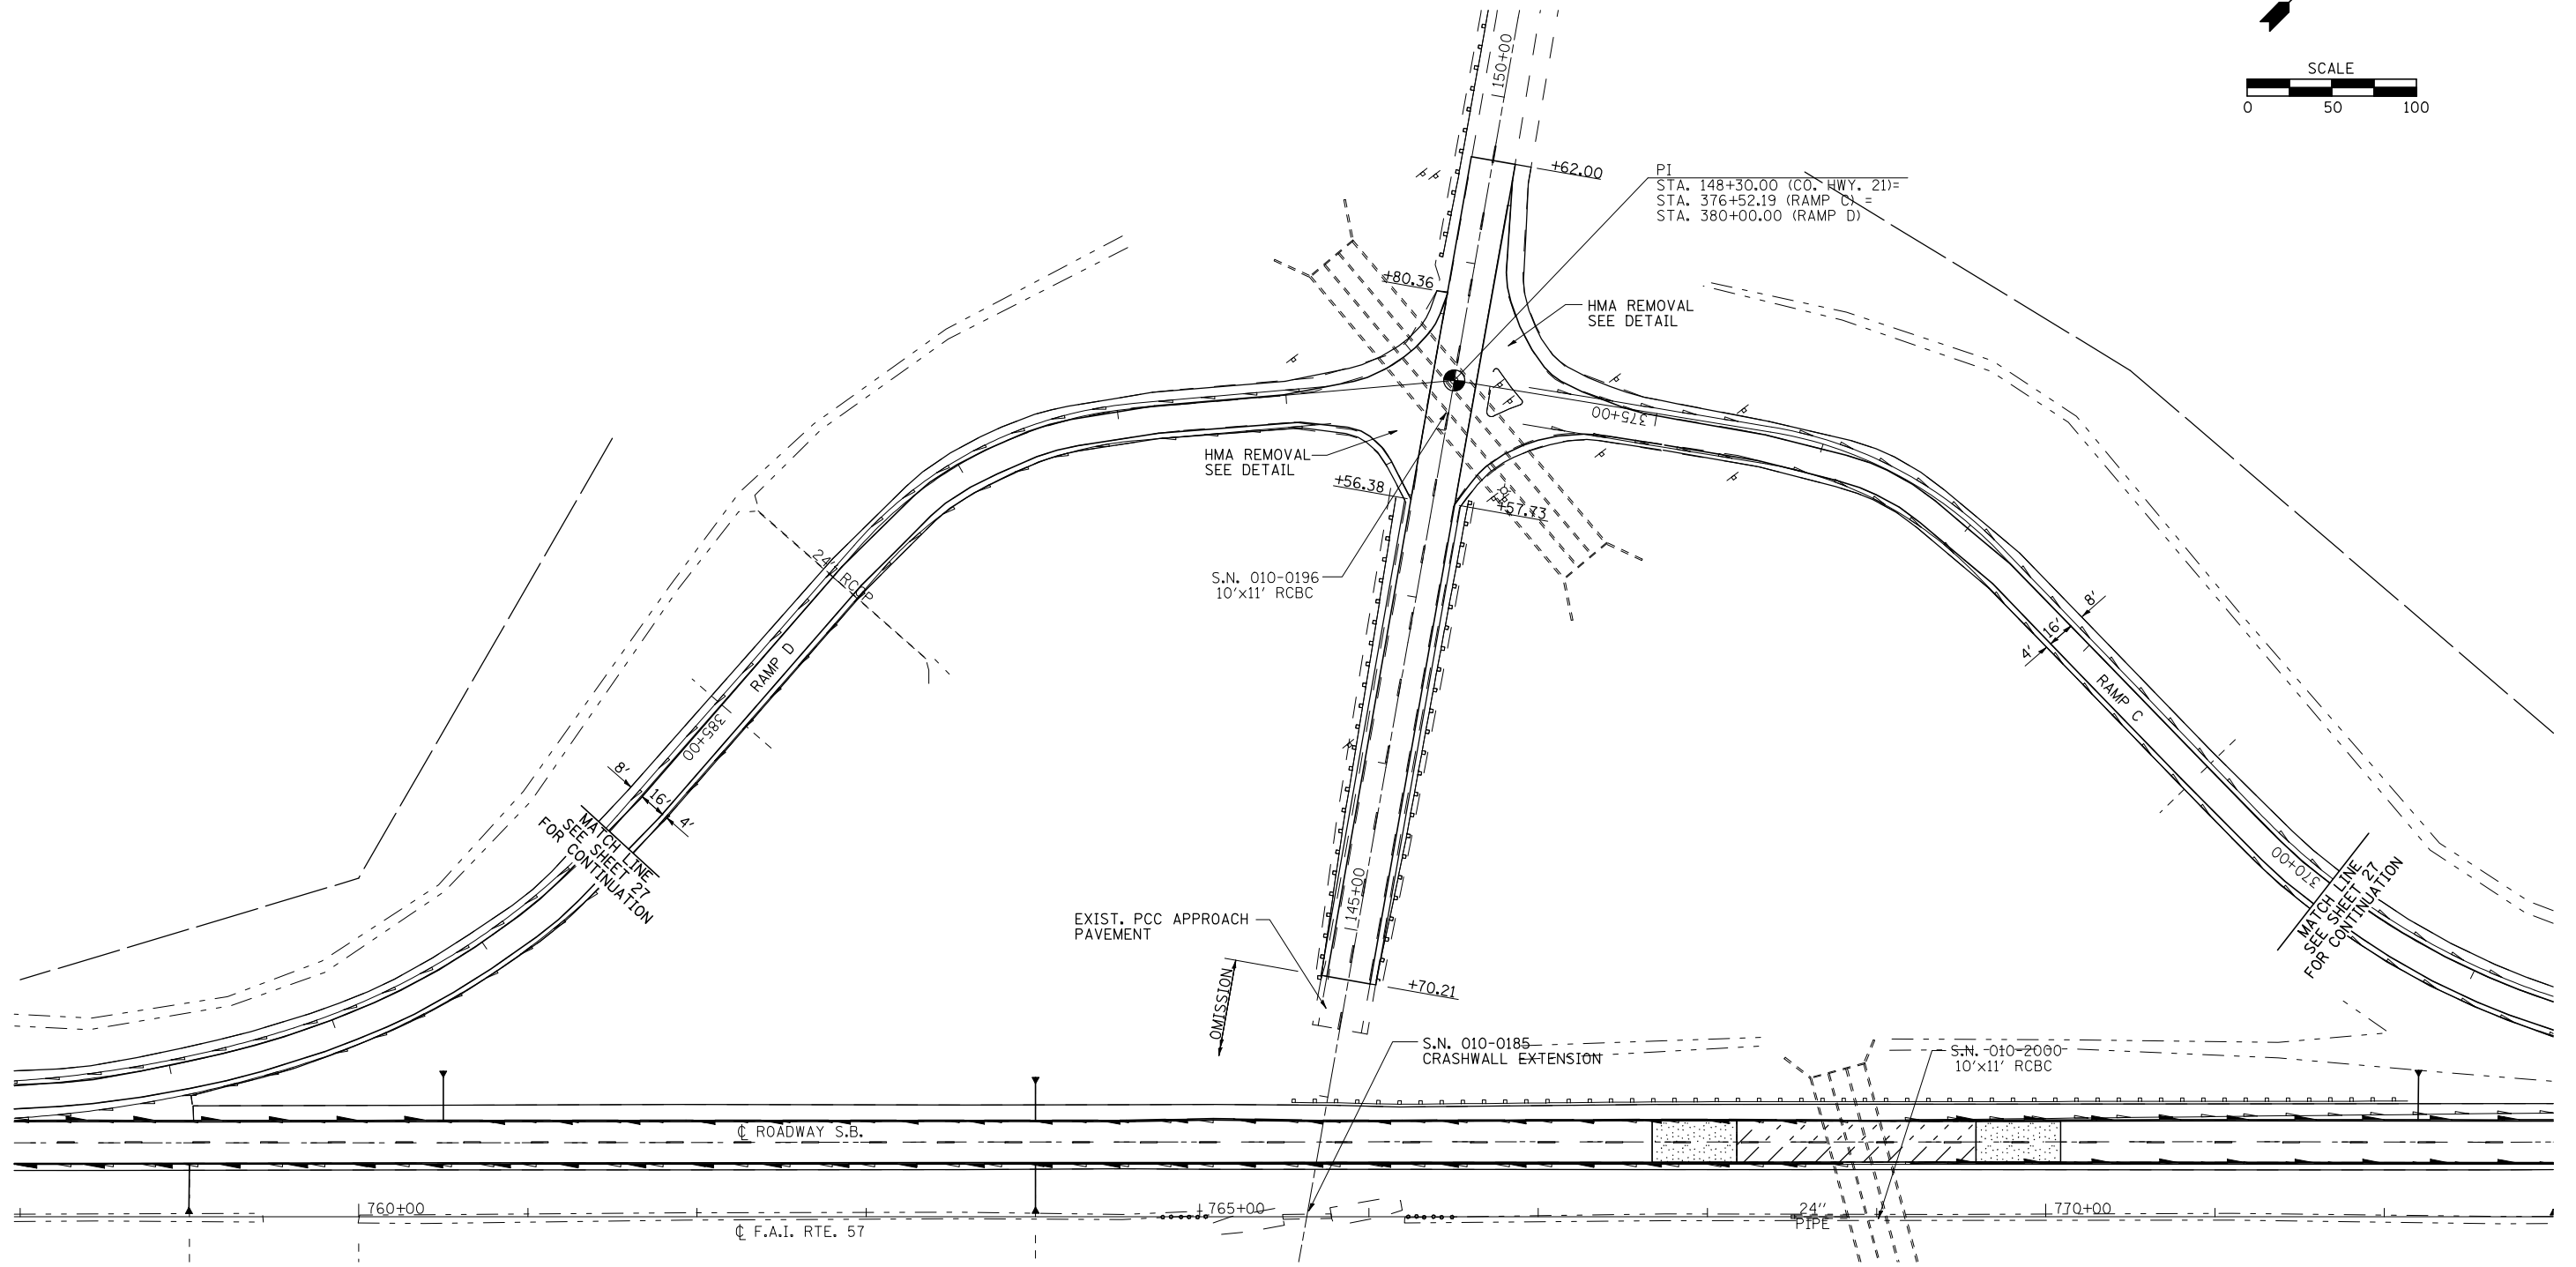 150+00
SCALE
0 50 100
+62.00
PI
STA. 148+30.00 (CO. HWY. 21)=
STA. 376+52.19 (RAMP C) =
STA. 380+00.00 (RAMP D)
+80.36
HMA REMOVAL
SEE DETAIL
375+00
HMA REMOVAL
SEE DETAIL
+56.38
+57.73
24" RCCP
S.N. 010-0196
10'x11' RCBC
RAMP D
385+00
8'
16'
4'
MATCH LINE
SEE SHEET 27
FOR CONTINUATION
8'
16'
4'
RAMP C
370+00
MATCH LINE
SEE SHEET 27
FOR CONTINUATION
145+00
EXIST. PCC APPROACH
PAVEMENT
OMISSION
+70.21
S.N. 010-0185
CRASHWALL EXTENSION
S.N. 010-2000
10'x11' RCBC
℄ ROADWAY S.B.
760+00
765+00
24"
PIPE
770+00
℄ F.A.I. RTE. 57